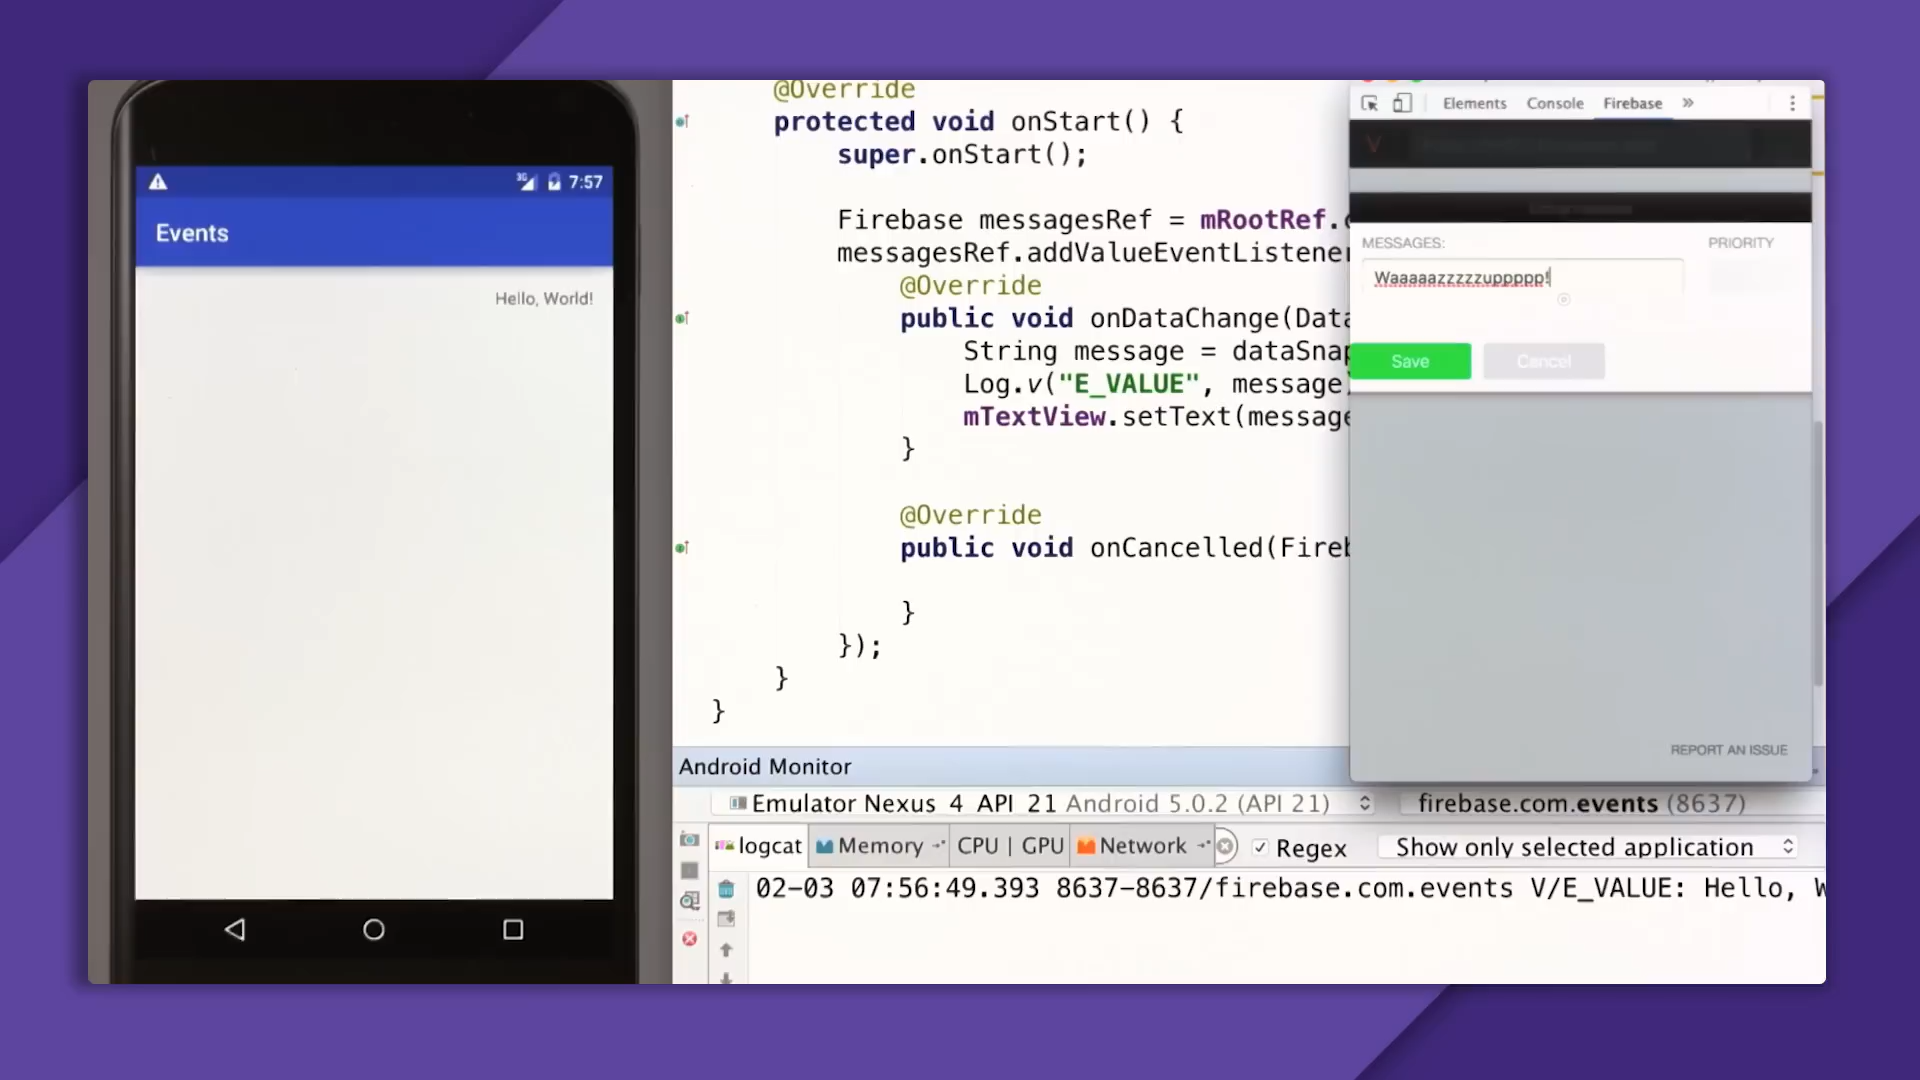 3G 7:57
Events
Hello, World!
@Override
protected void onStart() {
super.onStart();
Firebase messagesRef = mRootRef.
messagesRef.addValueEventListener
@Override
public void onDataChange(Data
String message = dataSnap
Log.v("E_VALUE", message)
mTextView.setText(message
}
@Override
public void onCancelled(Fireb
}
});
}
}
Elements Console Firebase »
MESSAGES: PRIORITY
Waaaaazzzzzuppppp!
Save Cancel
REPORT AN ISSUE
Android Monitor
Emulator Nexus 4 API 21 Android 5.0.2 (API 21) firebase.com.events (8637)
logcat Memory CPU | GPU Network Regex Show only selected application
02-03 07:56:49.393 8637-8637/firebase.com.events V/E_VALUE: Hello, W